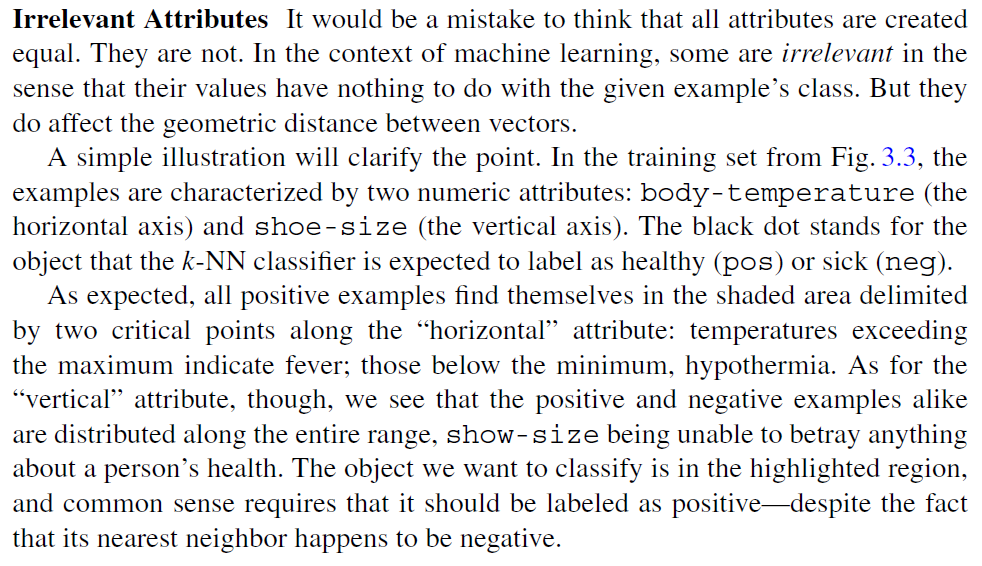 Irrelevant Attributes It would be a mistake to think that all attributes are created
equal. They are not. In the context of machine learning, some are irrelevant in the
sense that their values have nothing to do with the given example's class. But they
do affect the geometric distance between vectors.
A simple illustration will clarify the point. In the training set from Fig. 3.3, the
examples are characterized by two numeric attributes: body-temperature (the
horizontal axis) and shoe-size (the vertical axis). The black dot stands for the
object that the k-NN classifier is expected to label as healthy (pos) or sick (neg).
As expected, all positive examples find themselves in the shaded area delimited
by two critical points along the “horizontal” attribute: temperatures exceeding
the maximum indicate fever; those below the minimum, hypothermia. As for the
“vertical” attribute, though, we see that the positive and negative examples alike
are distributed along the entire range, show-size being unable to betray anything
about a person's health. The object we want to classify is in the highlighted region,
and common sense requires that it should be labeled as positive—despite the fact
that its nearest neighbor happens to be negative.